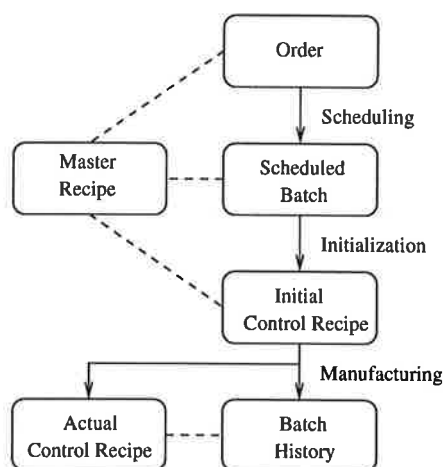 Order
Scheduling
Master
Recipe
Scheduled
Batch
Initialization
Initial
Control Recipe
Manufacturing
Actual
Control Recipe
Batch
History